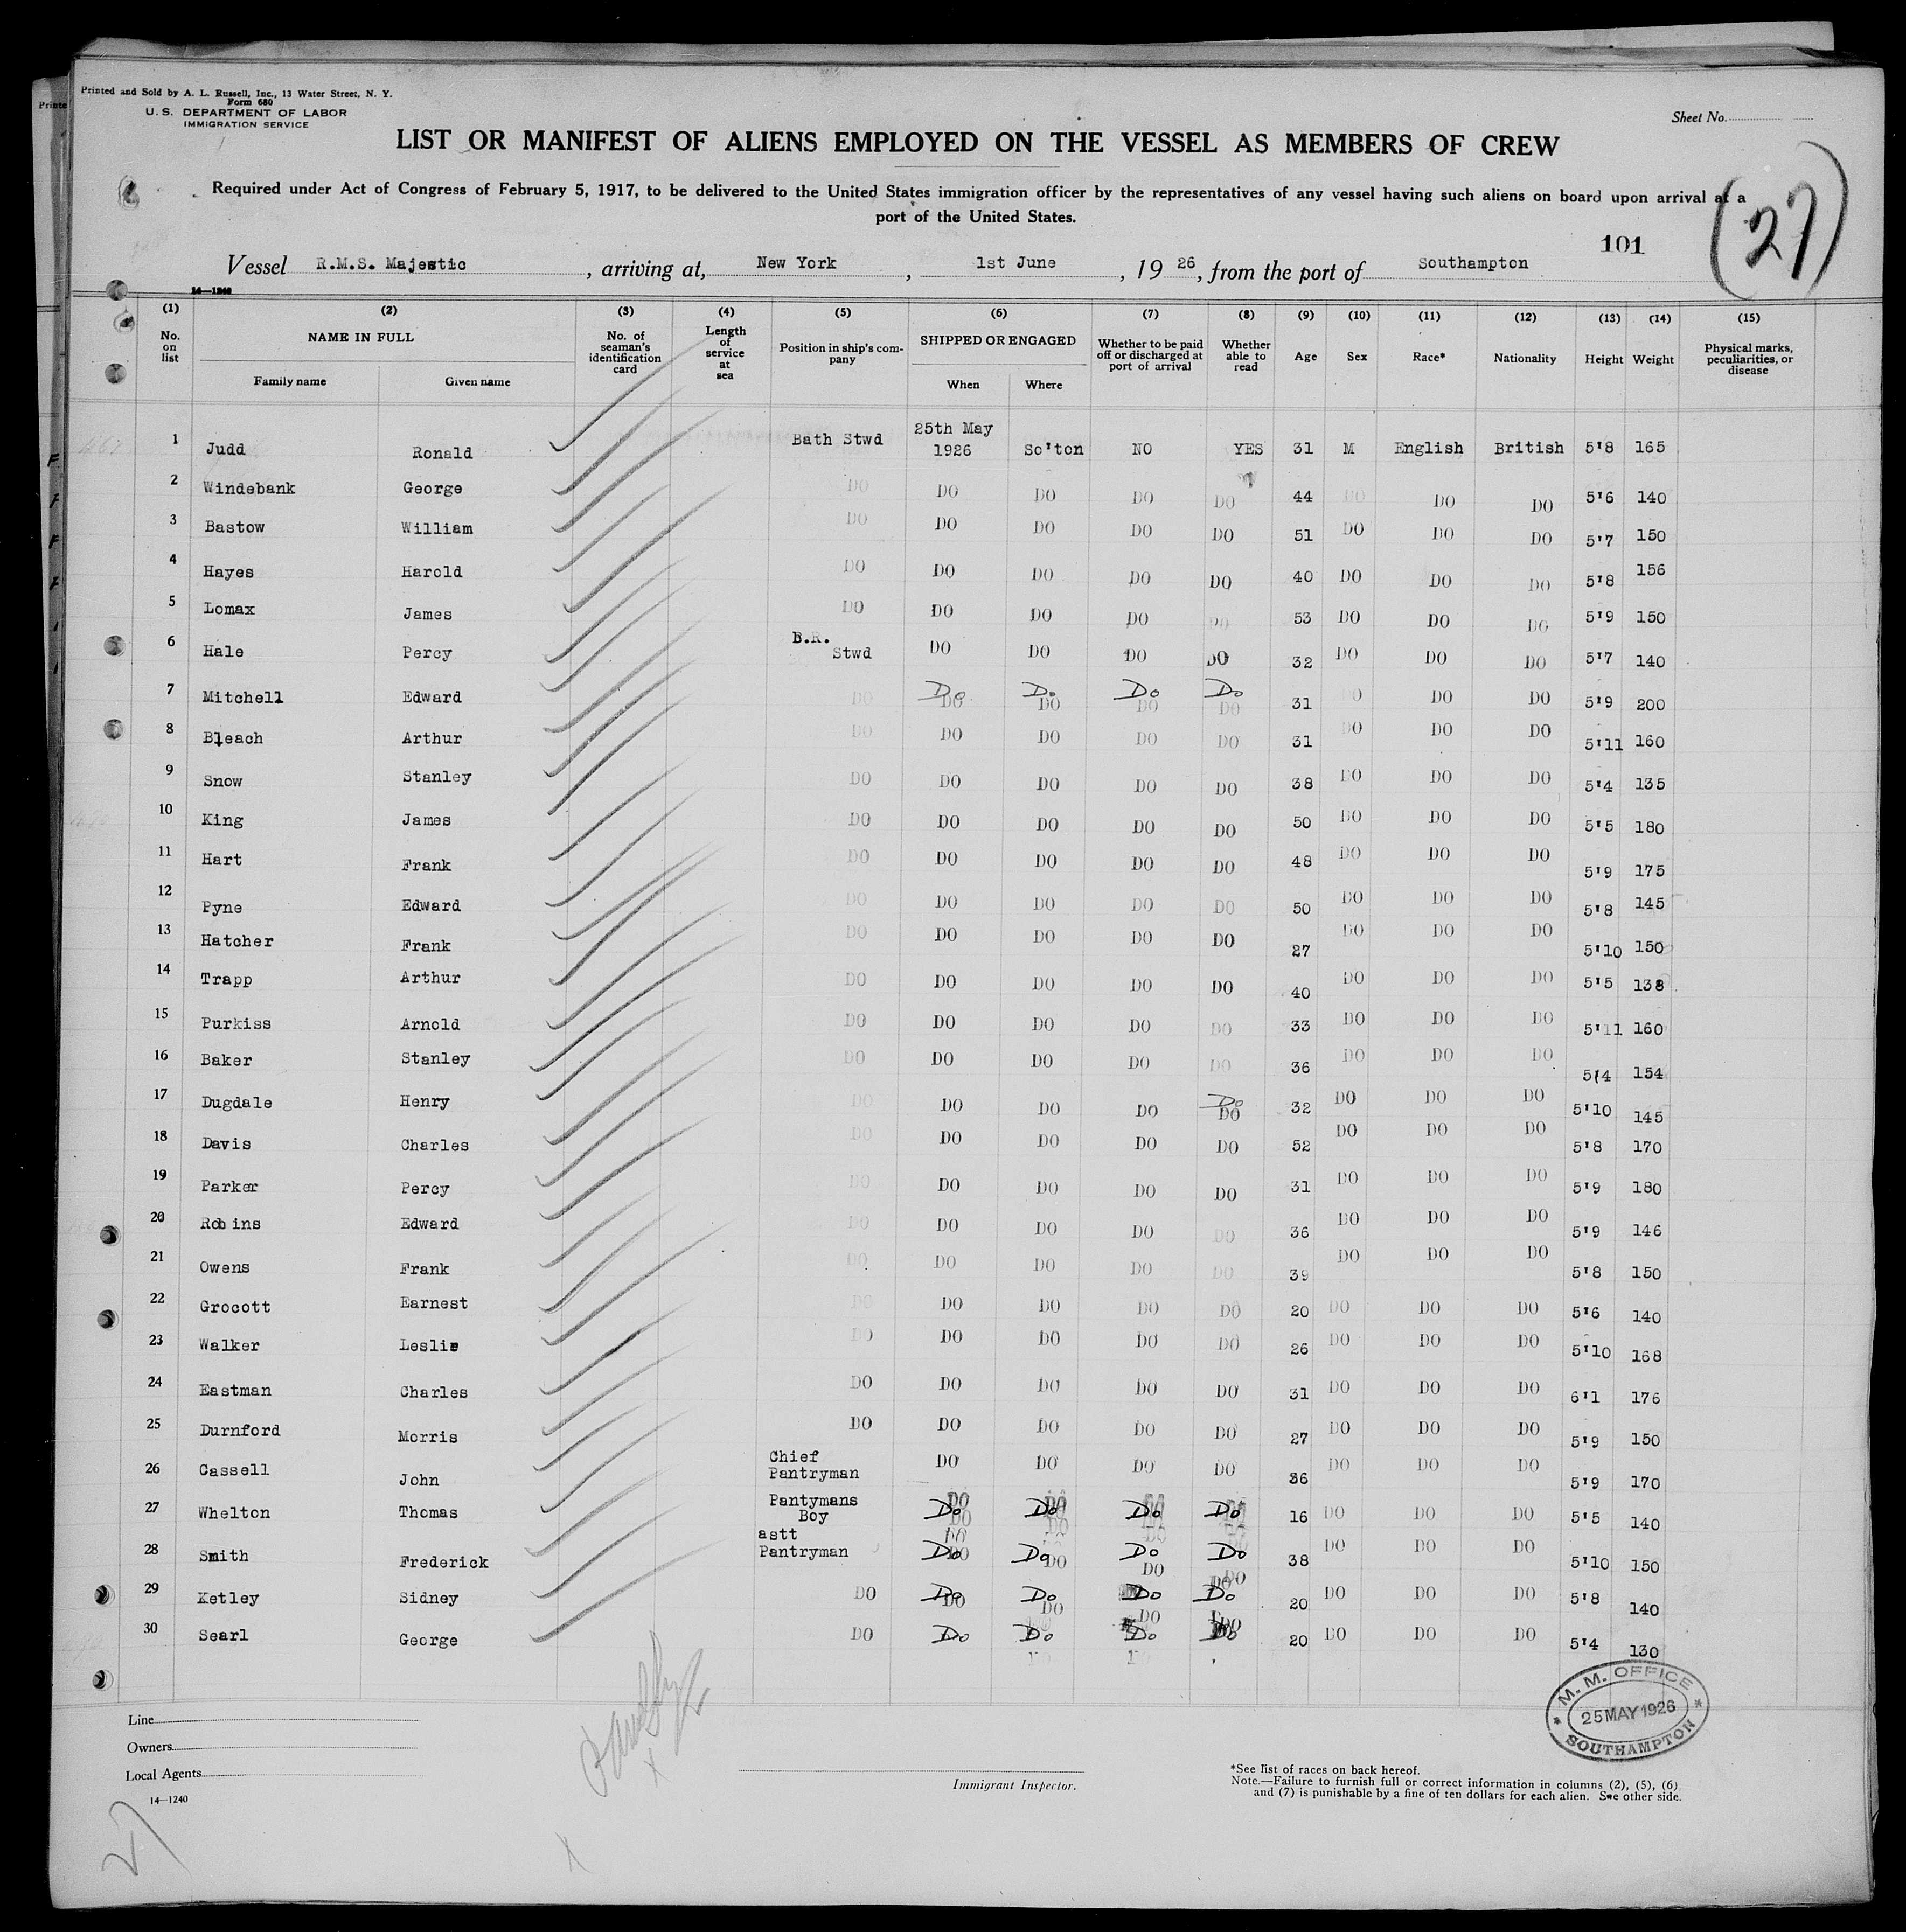 Printed and Sold by A. L. Russell, Inc., 13 Water Street, N. Y.
Form 680
U. S. DEPARTMENT OF LABOR
IMMIGRATION SERVICE
Sheet No.
LIST OR MANIFEST OF ALIENS EMPLOYED ON THE VESSEL AS MEMBERS OF CREW
Required under Act of Congress of February 5, 1917, to be delivered to the United States immigration officer by the representatives of any vessel having such aliens on board upon arrival at a
port of the United States.
(27)
101
Vessel R.M.S. Majestic , arriving at, New York , 1st June , 19 26 , from the port of Southampton
14—1240
(1) (2) (3) (4) (5) (6) (7) (8) (9) (10) (11) (12) (13) (14) (15)
No. on list NAME IN FULL Family name Given name No. of seaman's identification card Length of service at sea Position in ship's company SHIPPED OR ENGAGED When Where Whether to be paid off or discharged at port of arrival Whether able to read Age Sex Race* Nationality Height Weight Physical marks, peculiarities, or disease
1 Judd Ronald Bath Stwd 25th May 1926 So'ton NO YES 31 M English British 5'8 165
2 Windebank George DO DO DO DO DO 44 DO DO DO 5'6 140
3 Bastow William DO DO DO DO DO 51 DO DO DO 5'7 150
4 Hayes Harold DO DO DO DO DO 40 DO DO DO 5'8 156
5 Lomax James DO DO DO DO DO 53 DO DO DO 5'9 150
6 Hale Percy B.R. Stwd DO DO DO DO 32 DO DO DO 5'7 140
7 Mitchell Edward DO Do Do Do Do 31 DO DO DO 5'9 200
8 Bleach Arthur DO DO DO DO DO 31 DO DO DO 5'11 160
9 Snow Stanley DO DO DO DO DO 38 DO DO DO 5'4 135
10 King James DO DO DO DO DO 50 DO DO DO 5'5 180
11 Hart Frank DO DO DO DO DO 48 DO DO DO 5'9 175
12 Pyne Edward DO DO DO DO DO 50 DO DO DO 5'8 145
13 Hatcher Frank DO DO DO DO DO 27 DO DO DO 5'10 150
14 Trapp Arthur DO DO DO DO DO 40 DO DO DO 5'5 138
15 Purkiss Arnold DO DO DO DO DO 33 DO DO DO 5'11 160
16 Baker Stanley DO DO DO DO DO 36 DO DO DO 5'4 154
17 Dugdale Henry DO DO DO DO Do 32 DO DO DO 5'10 145
18 Davis Charles DO DO DO DO DO 52 DO DO DO 5'8 170
19 Parker Percy DO DO DO DO DO 31 DO DO DO 5'9 180
20 Robins Edward DO DO DO DO DO 36 DO DO DO 5'9 146
21 Owens Frank DO DO DO DO DO 39 DO DO DO 5'8 150
22 Grocott Earnest DO DO DO DO DO 20 DO DO DO 5'6 140
23 Walker Leslie DO DO DO DO DO 26 DO DO DO 5'10 168
24 Eastman Charles DO DO DO DO DO 31 DO DO DO 6'1 176
25 Durnford Morris DO DO DO DO DO 27 DO DO DO 5'9 150
26 Cassell John Chief Pantryman DO DO DO DO 36 DO DO DO 5'9 170
27 Whelton Thomas Pantymans Boy Do Do Do Do 16 DO DO DO 5'5 140
28 Smith Frederick astt Pantryman Do Do Do Do 38 DO DO DO 5'10 150
29 Ketley Sidney DO Do Do Do Do 20 DO DO DO 5'8 140
30 Searl George DO Do Do Do Do 20 DO DO DO 5'4 130
M. M. OFFICE
25 MAY 1926
SOUTHAMPTON
Line
Owners
Local Agents
14—1240
Immigrant Inspector.
*See list of races on back hereof.
Note.—Failure to furnish full or correct information in columns (2), (5), (6)
and (7) is punishable by a fine of ten dollars for each alien. See other side.
27